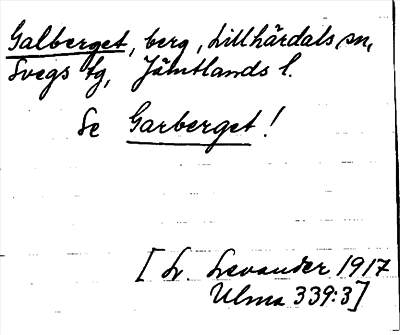 Galberget, berg, Lillhärdals sn,
Svegs tg, Jämtlands l.
Se Garberget!
[ L. Levander 1917
Ulma 339:3]